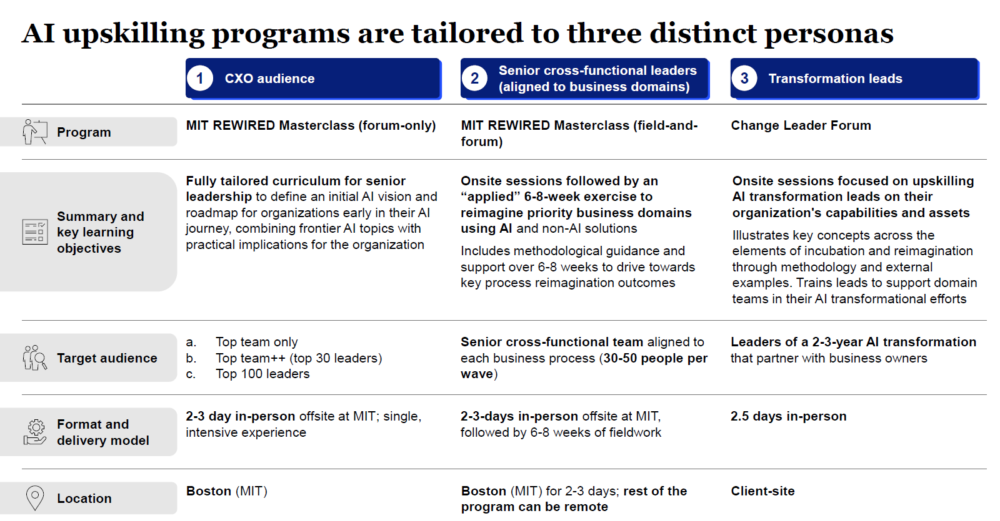 AI upskilling programs are tailored to three distinct personas
1
CXO audience
2
Senior cross-functional leaders
(aligned to business domains)
3
Transformation leads
Program
MIT REWIRED Masterclass (forum-only)
MIT REWIRED Masterclass (field-and-
forum)
Change Leader Forum
Summary and
key learning
objectives
Fully tailored curriculum for senior
leadership to define an initial AI vision and
roadmap for organizations early in their AI
journey, combining frontier AI topics with
practical implications for the organization
Onsite sessions followed by an
“applied” 6-8-week exercise to
reimagine priority business domains
using AI and non-AI solutions
Includes methodological guidance and
support over 6-8 weeks to drive towards
key process reimagination outcomes
Onsite sessions focused on upskilling
AI transformation leads on their
organization's capabilities and assets
Illustrates key concepts across the
elements of incubation and reimagination
through methodology and external
examples. Trains leads to support domain
teams in their AI transformational efforts
Target audience
a. Top team only
b. Top team++ (top 30 leaders)
c. Top 100 leaders
Senior cross-functional team aligned to
each business process (30-50 people per
wave)
Leaders of a 2-3-year AI transformation
that partner with business owners
Format and
delivery model
2-3 day in-person offsite at MIT; single,
intensive experience
2-3-days in-person offsite at MIT,
followed by 6-8 weeks of fieldwork
2.5 days in-person
Location
Boston (MIT)
Boston (MIT) for 2-3 days; rest of the
program can be remote
Client-site